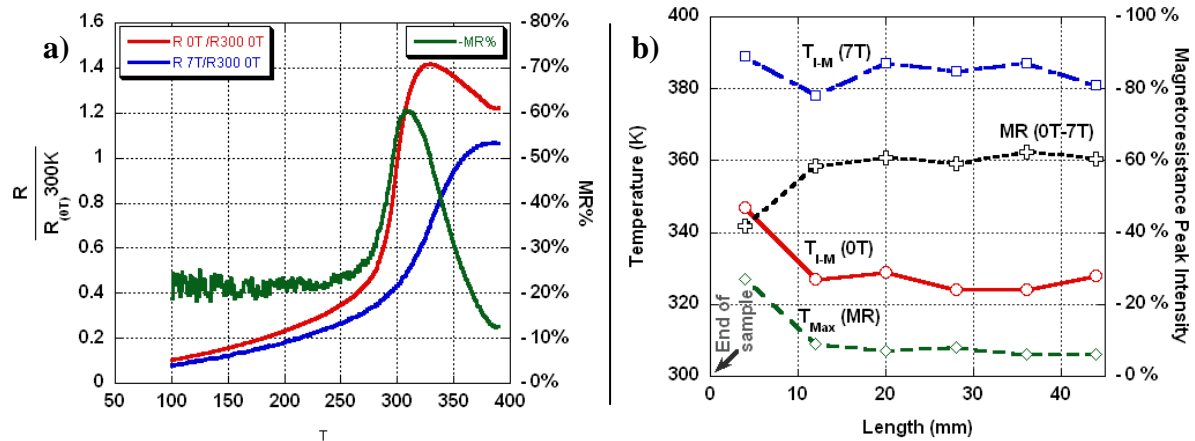 a)
R 0T/R300 0T
R 7T/R300 0T
-MR%
1.6
1.4
1.2
1
0.8
0.6
0.4
0.2
0
- 80%
- 70%
- 60%
- 50%
- 40%
- 30%
- 20%
- 10%
- 0%
50 100 150 200 250 300 350 400
R
R(0T) 300K
MR%
T
b)
400
380
360
340
320
300
- 100 %
- 80 %
- 60 %
- 40 %
- 20 %
- 0 %
0 10 20 30 40
Temperature (K)
Magnetoresistance
Peak Intensity
Length (mm)
TI-M (7T)
MR (0T-7T)
TI-M (0T)
TMax (MR)
End of
sample